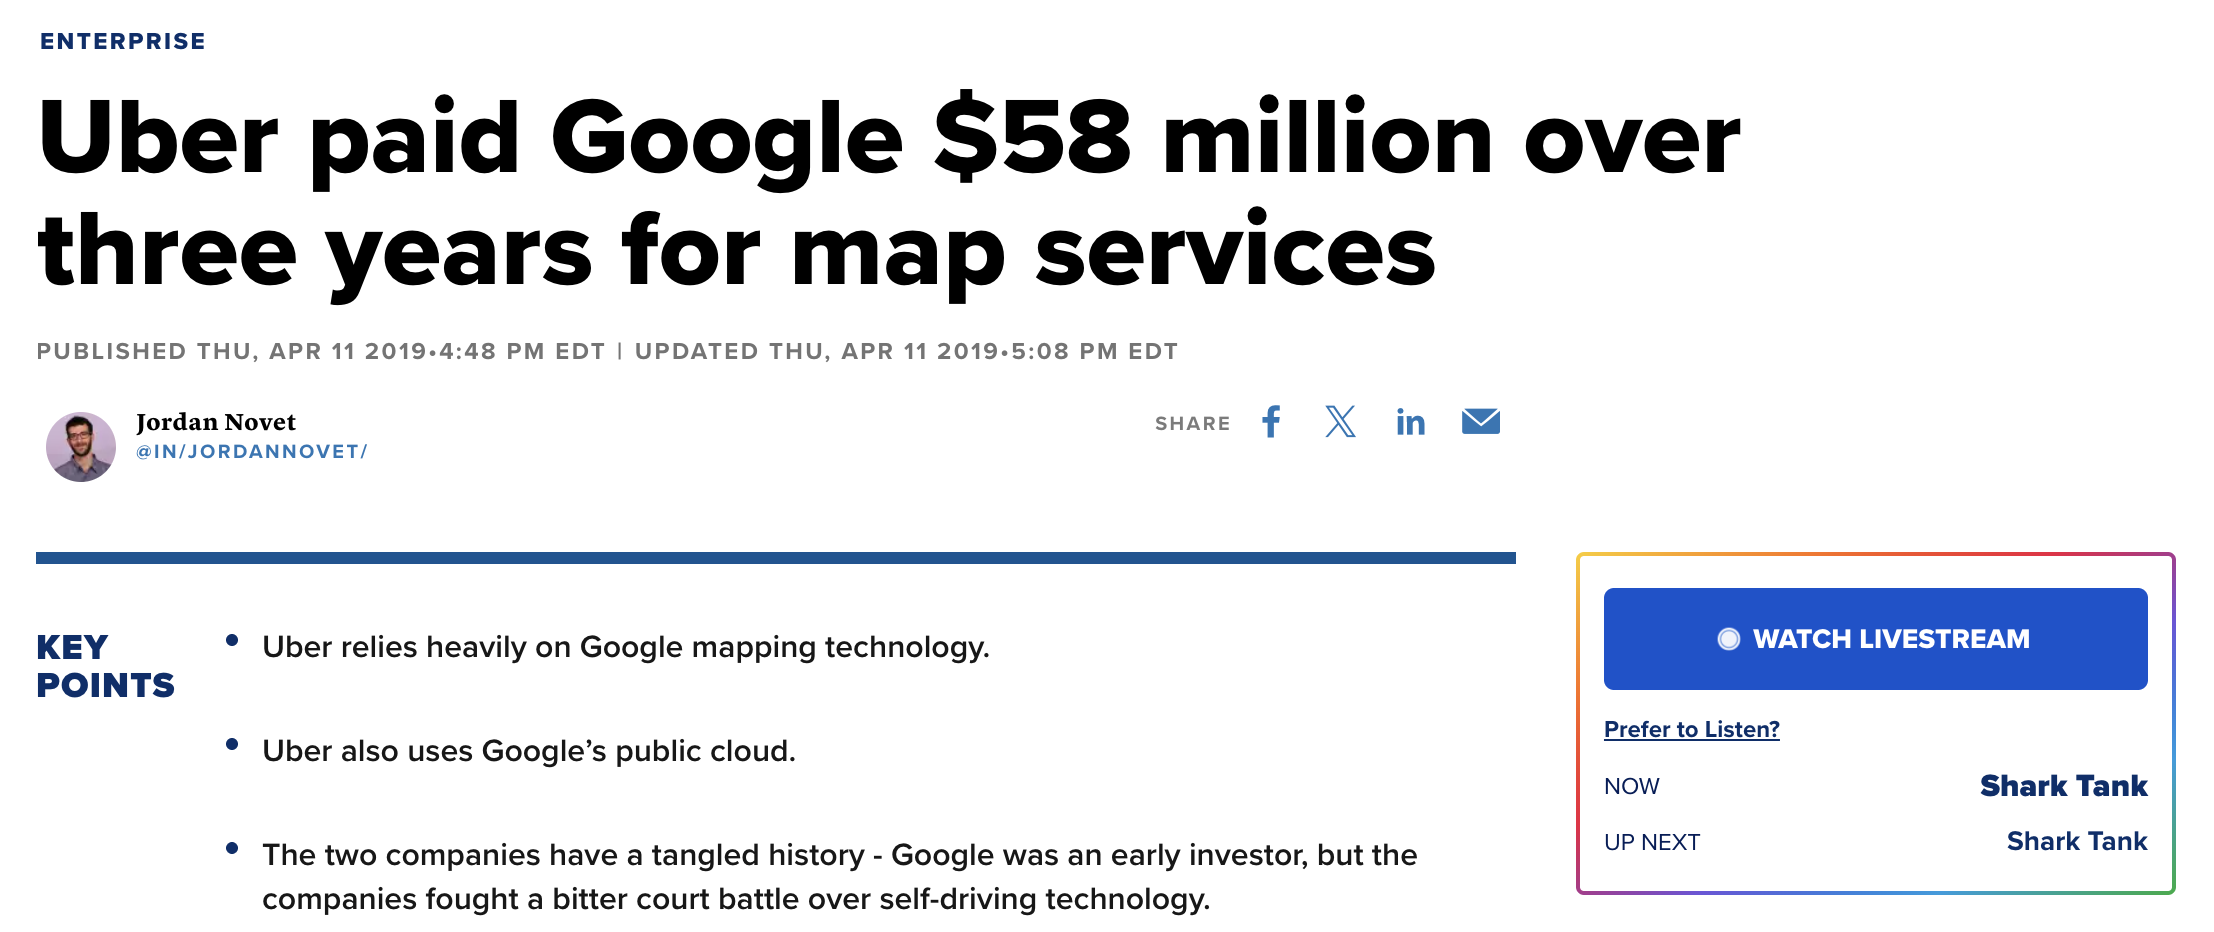 ENTERPRISE
Uber paid Google $58 million over
three years for map services
PUBLISHED THU, APR 11 2019•4:48 PM EDT | UPDATED THU, APR 11 2019•5:08 PM EDT
Jordan Novet
@IN/JORDANNOVET/
SHARE
KEY
POINTS
• Uber relies heavily on Google mapping technology.
• Uber also uses Google’s public cloud.
• The two companies have a tangled history - Google was an early investor, but the
companies fought a bitter court battle over self-driving technology.
WATCH LIVESTREAM
Prefer to Listen?
NOW Shark Tank
UP NEXT Shark Tank